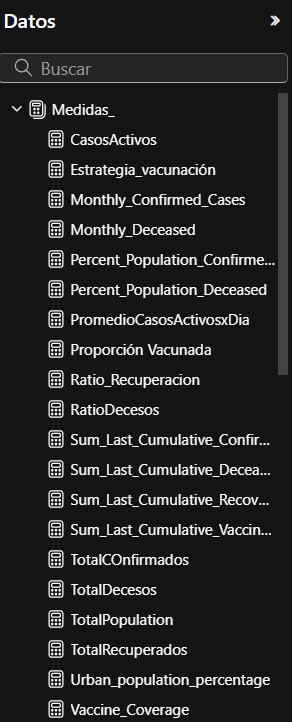 Datos
Buscar
Medidas_
CasosActivos
Estrategia_vacunación
Monthly_Confirmed_Cases
Monthly_Deceased
Percent_Population_Confirme...
Percent_Population_Deceased
PromedioCasosActivosxDia
Proporción Vacunada
Ratio_Recuperacion
RatioDecesos
Sum_Last_Cumulative_Confir...
Sum_Last_Cumulative_Decea...
Sum_Last_Cumulative_Recov...
Sum_Last_Cumulative_Vaccin...
TotalCOnfirmados
TotalDecesos
TotalPopulation
TotalRecuperados
Urban_population_percentage
Vaccine_Coverage